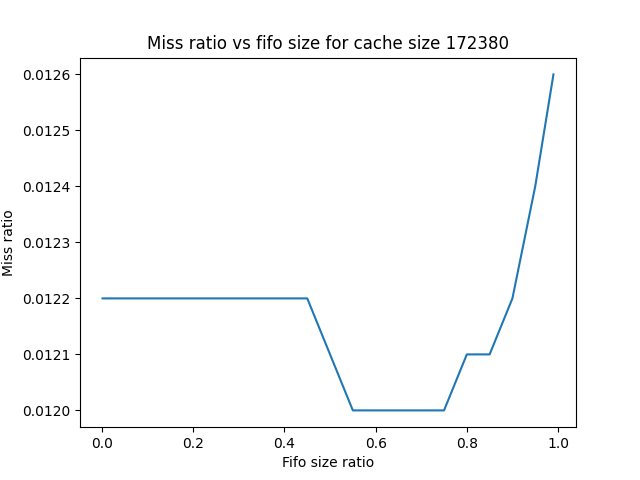 Miss ratio vs fifo size for cache size 172380
Miss ratio
0.0126
0.0125
0.0124
0.0123
0.0122
0.0121
0.0120
0.0 0.2 0.4 0.6 0.8 1.0
Fifo size ratio